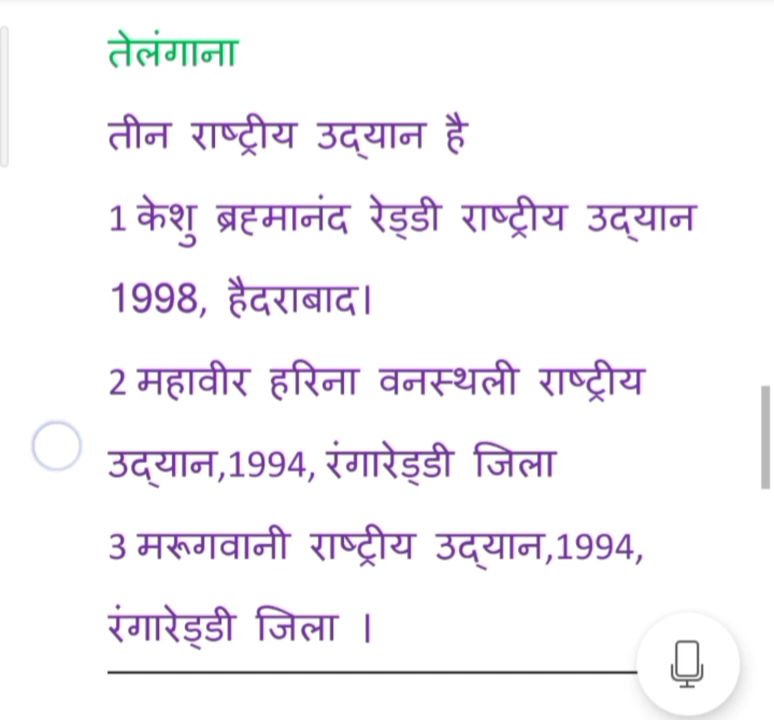 तेलंगाना
तीन राष्ट्रीय उद्यान है
1 केशु ब्रह्मानंद रेड्डी राष्ट्रीय उद्यान
1998, हैदराबाद।
2 महावीर हरिना वनस्थली राष्ट्रीय
उद्यान,1994, रंगारेड्डी जिला
3 मरूगवानी राष्ट्रीय उद्यान,1994,
रंगारेड्डी जिला ।